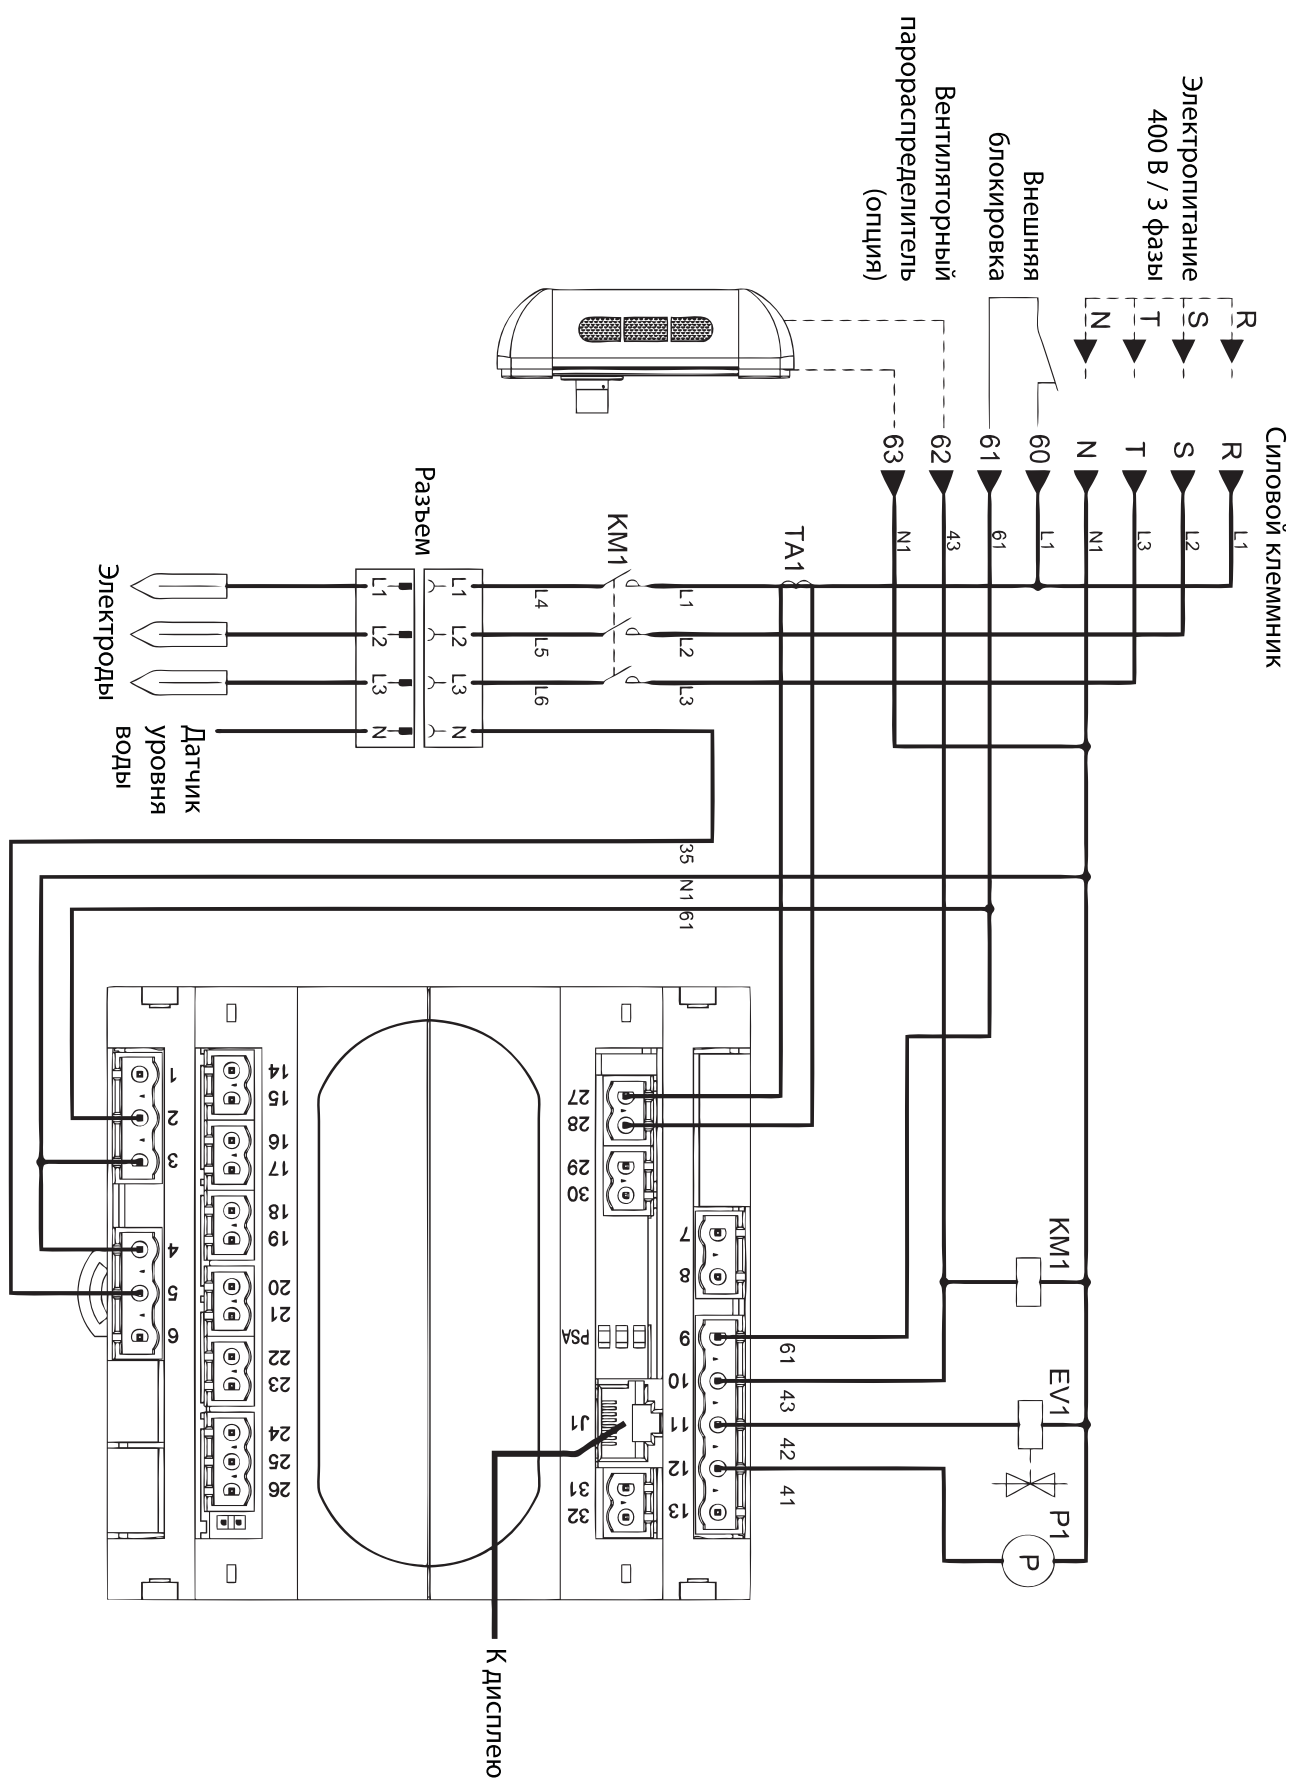 Силовой клеммник
Электропитание
400 В / 3 фазы
R
S
T
N
Внешняя
блокировка
Вентиляторный
парораспределитель
(опция)
R
S
T
N
60
61
62
63
L1
L2
L3
N1
L1
61
43
N1
TA1
KM1
L1
L2
L3
L4
L5
L6
Разъем
L1
L2
L3
N
L1
L2
L3
N
Электроды
Датчик
уровня
воды
35
N1
61
KM1
EV1
P1
P
61
43
42
41
7
8
9
10
11
12
13
27
28
29
30
PSA
J1
31
32
14
15
16
17
18
19
20
21
22
23
24
25
26
1
2
3
4
5
6
К дисплею